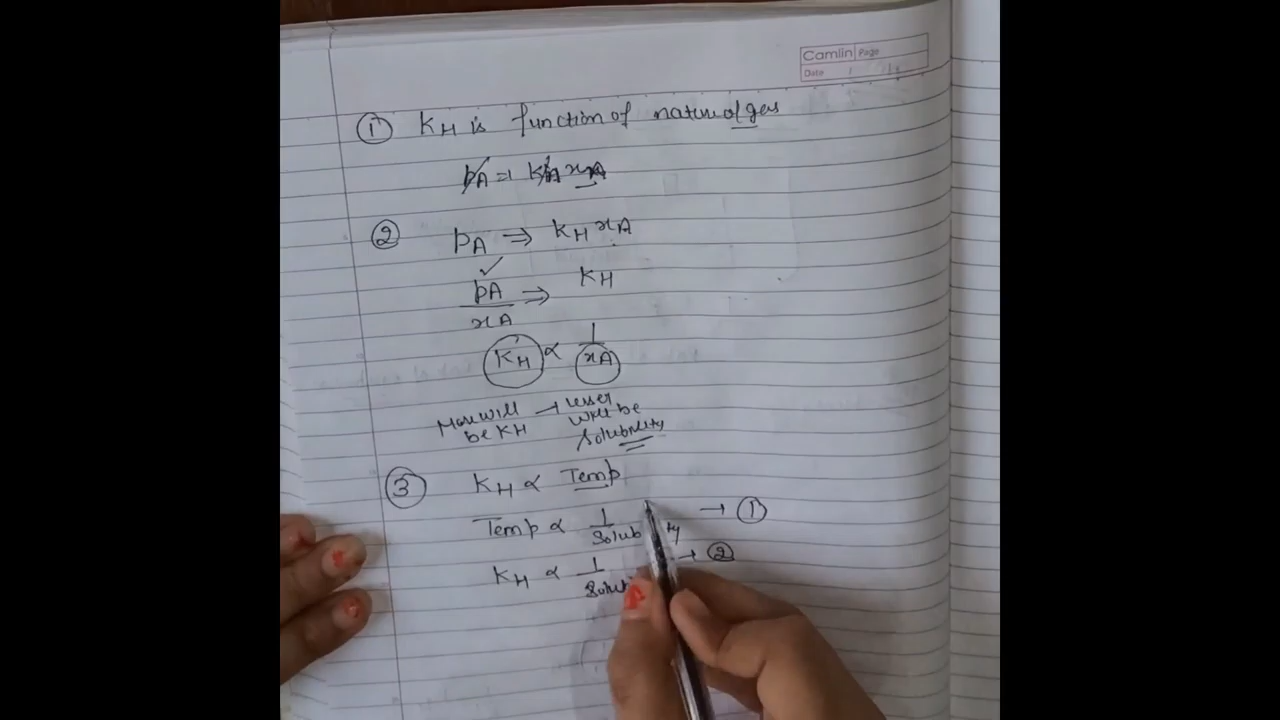 Camlin Page
Date
① KH is function of nature of gas
pA = KH xA
② pA ⇒ KH xA
pA / xA ⇒ KH
KH ∝ 1 / xA
More will be KH → lesser will be solubility
③ KH ∝ Temp
Temp ∝ 1 / → ①
KH ∝ 1 / → ②